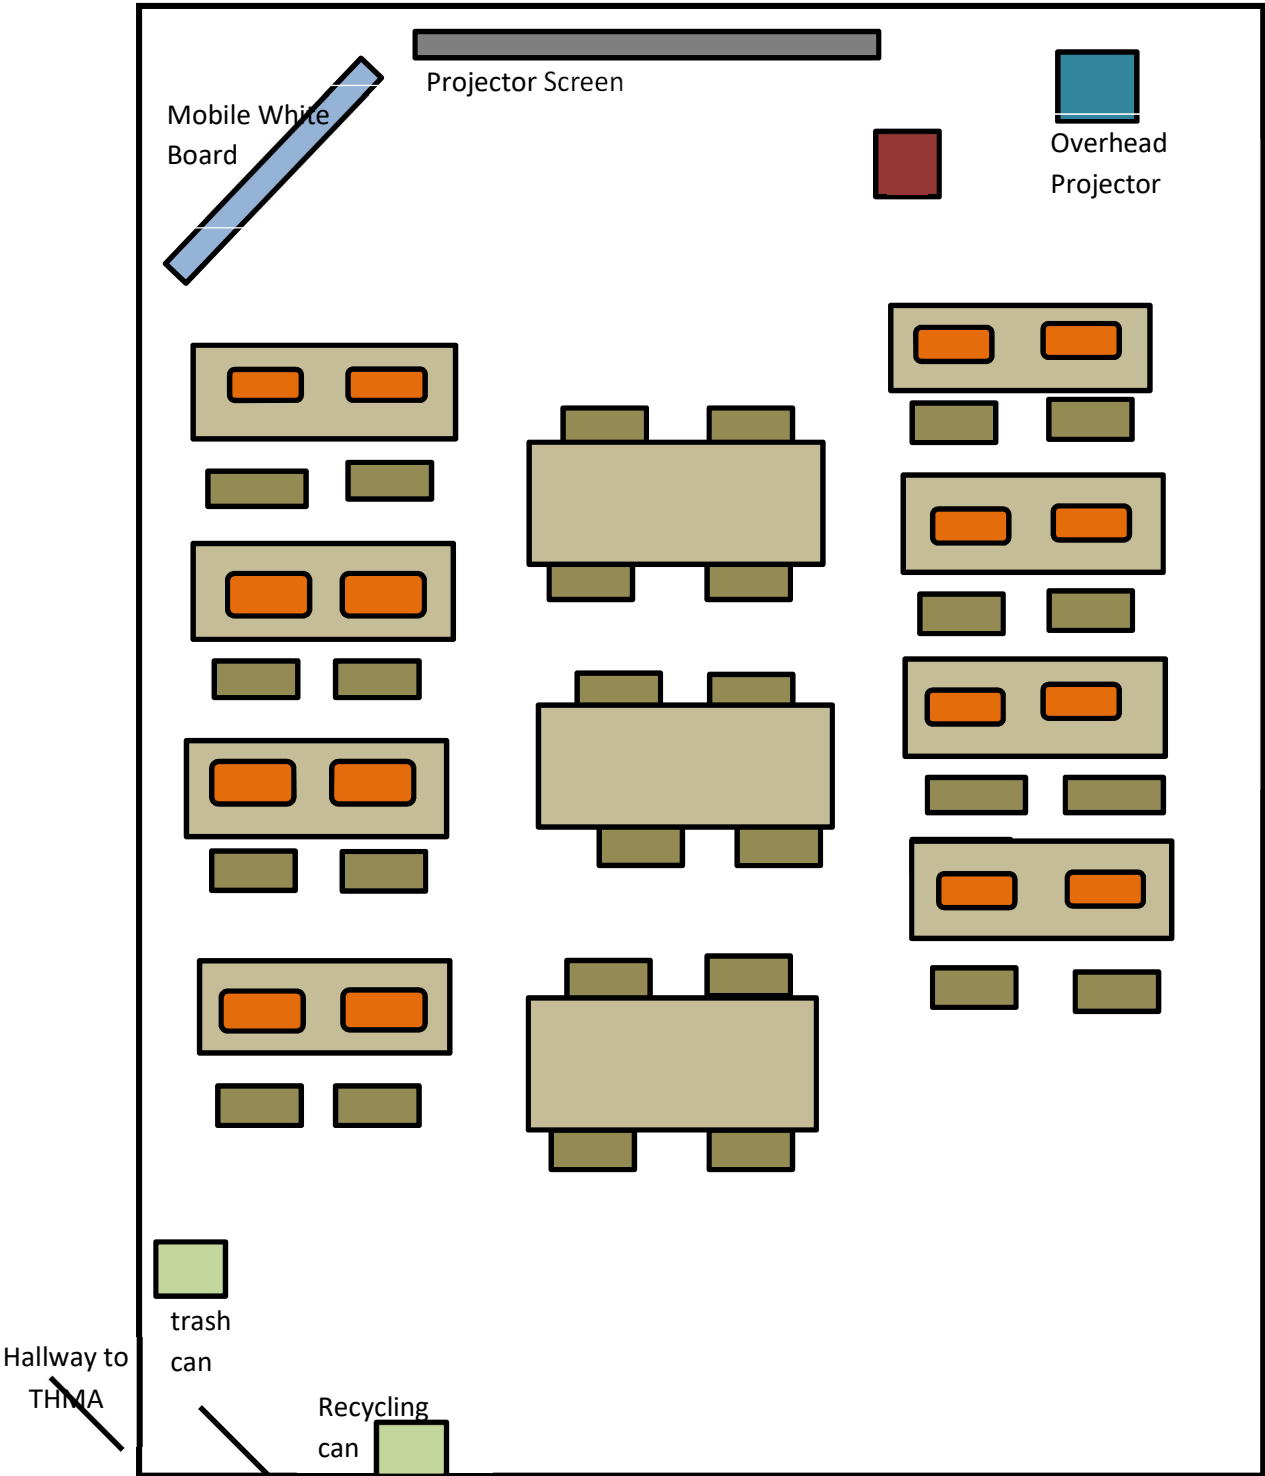 Projector Screen
Mobile White
Board
Overhead
Projector
trash
can
Hallway to
THMA
Recycling
can